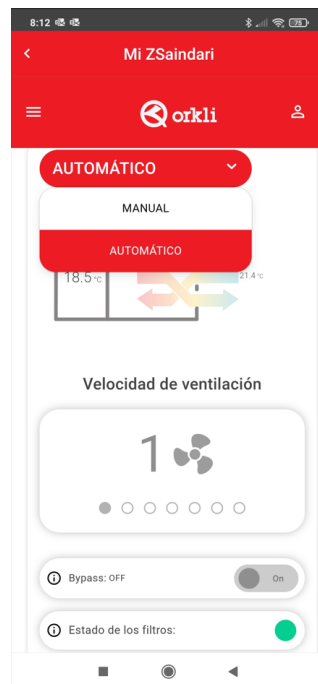 8:12
75
Mi ZSaindari
orkli
AUTOMÁTICO
MANUAL
AUTOMÁTICO
18.5 °C
21.4 °C
Velocidad de ventilación
1
Bypass: OFF
On
Estado de los filtros: